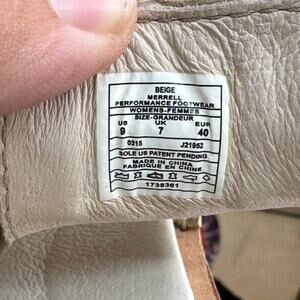 BEIGE
MERRELL
PERFORMANCE FOOTWEAR
WOMENS-FEMMES
SIZE-GRANDEUR
US UK EUR
9 7 40
0315 J21952
SOLE US PATENT PENDING
MADE IN CHINA
FABRIQUE EN CHINE
1738361